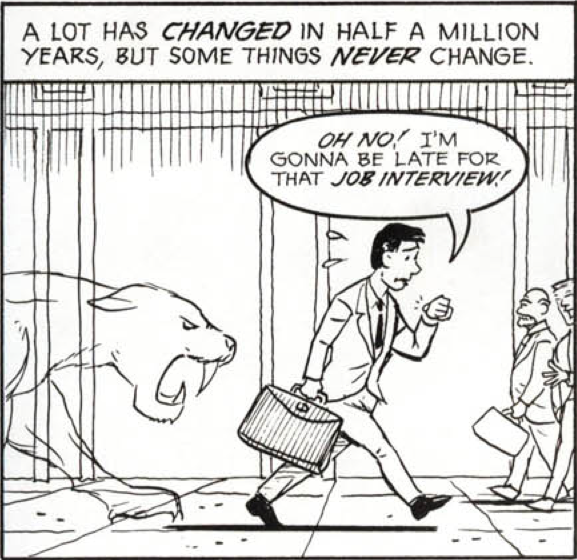 A LOT HAS CHANGED IN HALF A MILLION
YEARS, BUT SOME THINGS NEVER CHANGE.
OH NO! I'M
GONNA BE LATE FOR
THAT JOB INTERVIEW!